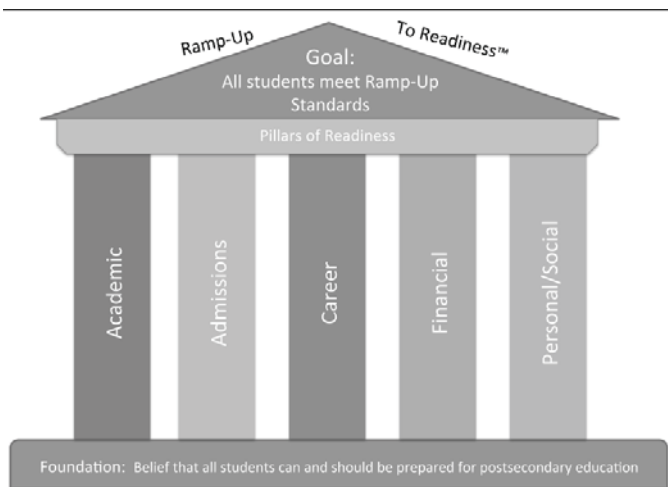 Ramp-Up
To Readiness™
Goal:
All students meet Ramp-Up
Standards
Pillars of Readiness
Academic
Admissions
Career
Financial
Personal/Social
Foundation: Belief that all students can and should be prepared for postsecondary education